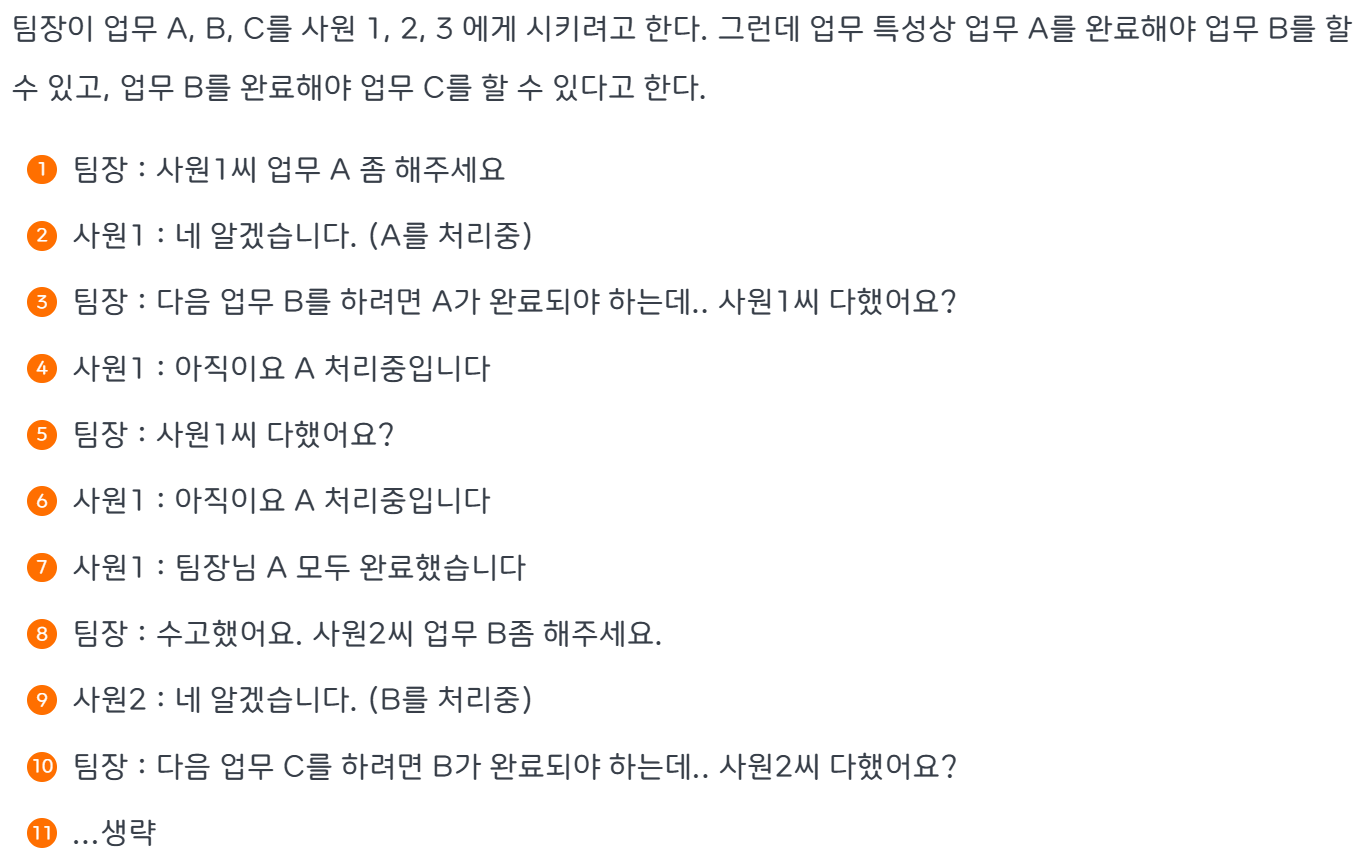 팀장이 업무 A, B, C를 사원 1, 2, 3 에게 시키려고 한다. 그런데 업무 특성상 업무 A를 완료해야 업무 B를 할
수 있고, 업무 B를 완료해야 업무 C를 할 수 있다고 한다.
1 팀장 : 사원1씨 업무 A 좀 해주세요
2 사원1 : 네 알겠습니다. (A를 처리중)
3 팀장 : 다음 업무 B를 하려면 A가 완료되야 하는데.. 사원1씨 다했어요?
4 사원1 : 아직이요 A 처리중입니다
5 팀장 : 사원1씨 다했어요?
6 사원1 : 아직이요 A 처리중입니다
7 사원1 : 팀장님 A 모두 완료했습니다
8 팀장 : 수고했어요. 사원2씨 업무 B좀 해주세요.
9 사원2 : 네 알겠습니다. (B를 처리중)
10 팀장 : 다음 업무 C를 하려면 B가 완료되야 하는데.. 사원2씨 다했어요?
11 ...생략